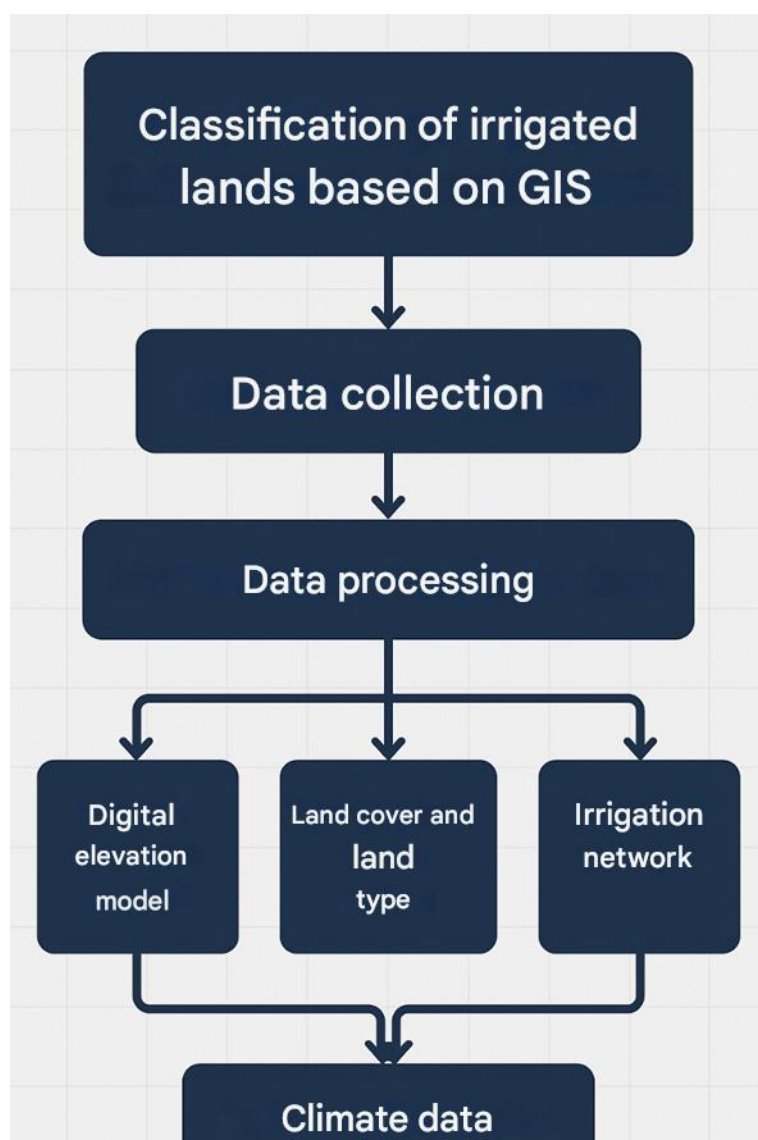 Classification of irrigated
lands based on GIS
Data collection
Data processing
Digital
elevation
model
Land cover and
land
type
Irrigation
network
Climate data